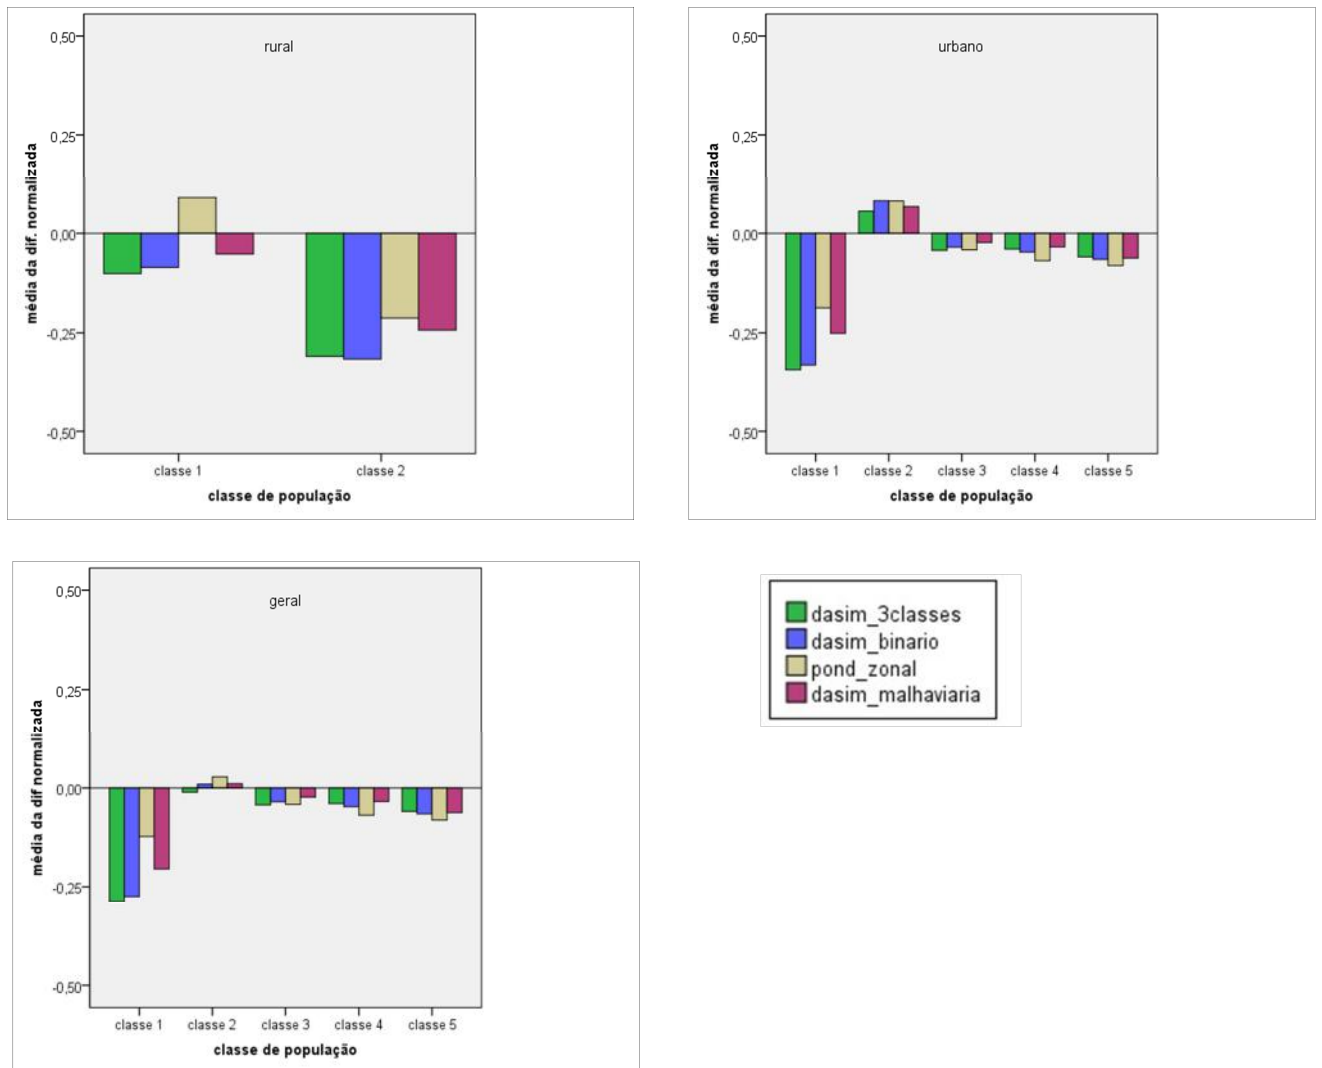 rural
0,50
0,25
0,00
-0,25
-0,50
média da dif. normalizada
classe 1 classe 2
classe de população
urbano
0,50
0,25
0,00
-0,25
-0,50
média da dif. normalizada
classe 1 classe 2 classe 3 classe 4 classe 5
classe de população
geral
0,50
0,25
0,00
-0,25
-0,50
média da dif normalizada
classe 1 classe 2 classe 3 classe 4 classe 5
classe de população
dasim_3classes
dasim_binario
pond_zonal
dasim_malhaviaria